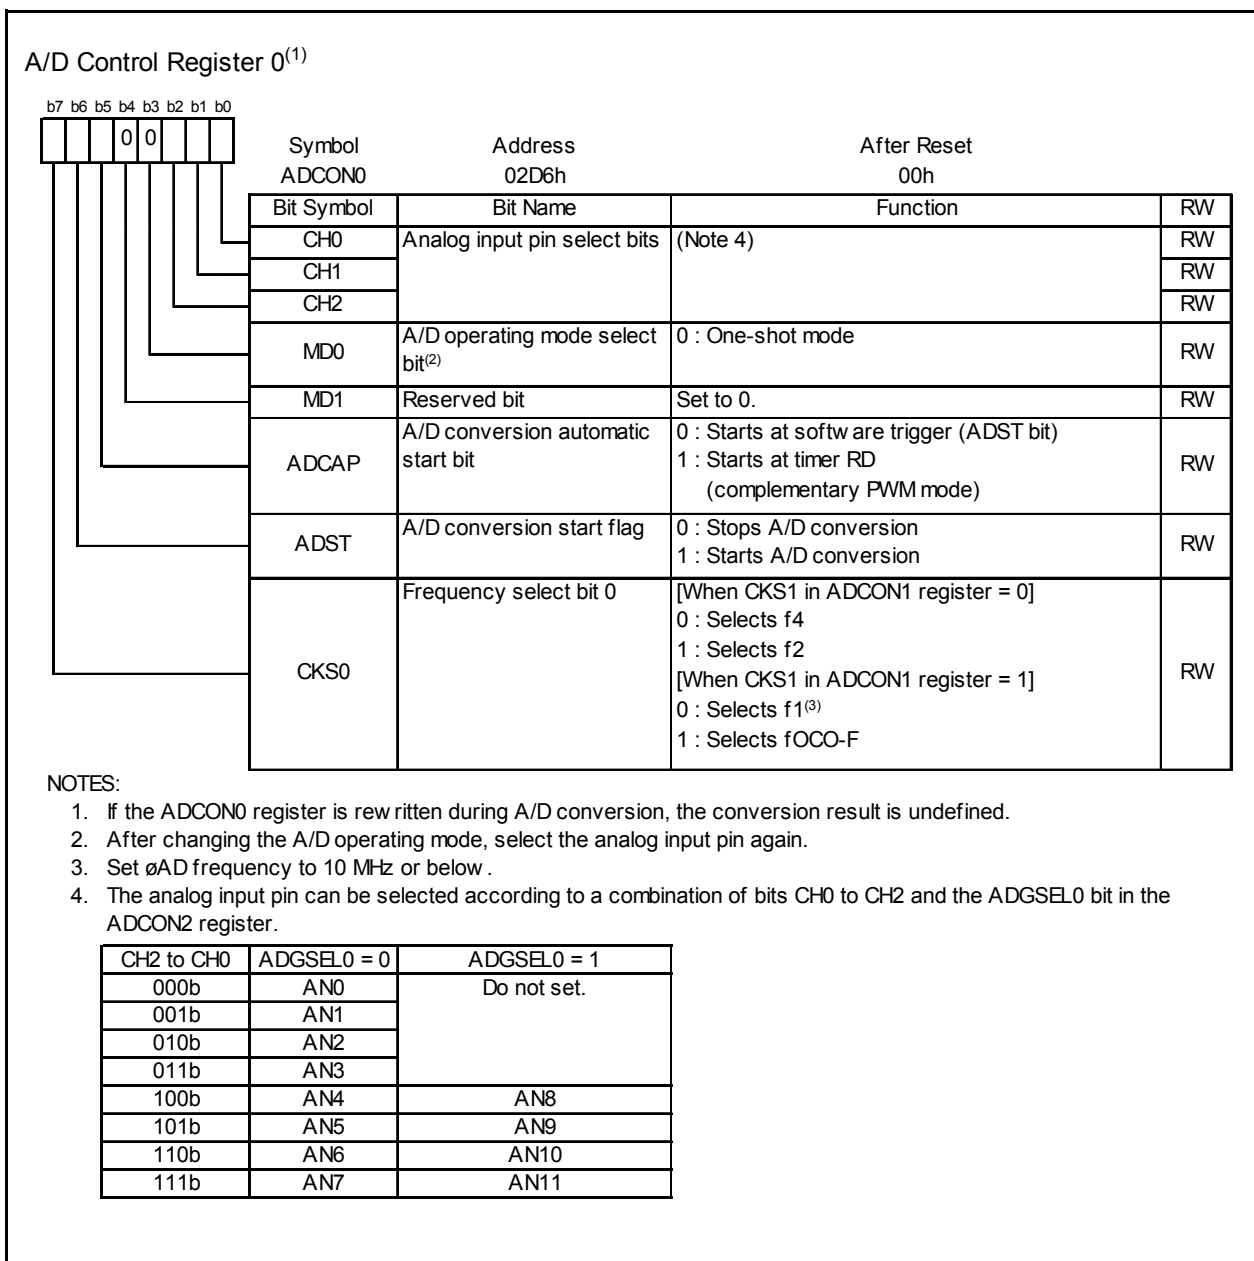 A/D Control Register 0(1)
b7 b6 b5 b4 b3 b2 b1 b0
0 0
Symbol Address After Reset
ADCON0 02D6h 00h
Bit Symbol Bit Name Function RW
CH0 Analog input pin select bits (Note 4) RW
CH1 RW
CH2 RW
MD0 A/D operating mode select bit(2) 0 : One-shot mode RW
MD1 Reserved bit Set to 0. RW
ADCAP A/D conversion automatic start bit 0 : Starts at software trigger (ADST bit)
1 : Starts at timer RD
(complementary PWM mode) RW
ADST A/D conversion start flag 0 : Stops A/D conversion
1 : Starts A/D conversion RW
CKS0 Frequency select bit 0 [When CKS1 in ADCON1 register = 0]
0 : Selects f4
1 : Selects f2
[When CKS1 in ADCON1 register = 1]
0 : Selects f1(3)
1 : Selects fOCO-F RW
NOTES:
1. If the ADCON0 register is rewritten during A/D conversion, the conversion result is undefined.
2. After changing the A/D operating mode, select the analog input pin again.
3. Set øAD frequency to 10 MHz or below.
4. The analog input pin can be selected according to a combination of bits CH0 to CH2 and the ADGSEL0 bit in the
ADCON2 register.
CH2 to CH0 ADGSEL0 = 0 ADGSEL0 = 1
000b AN0 Do not set.
001b AN1
010b AN2
011b AN3
100b AN4 AN8
101b AN5 AN9
110b AN6 AN10
111b AN7 AN11